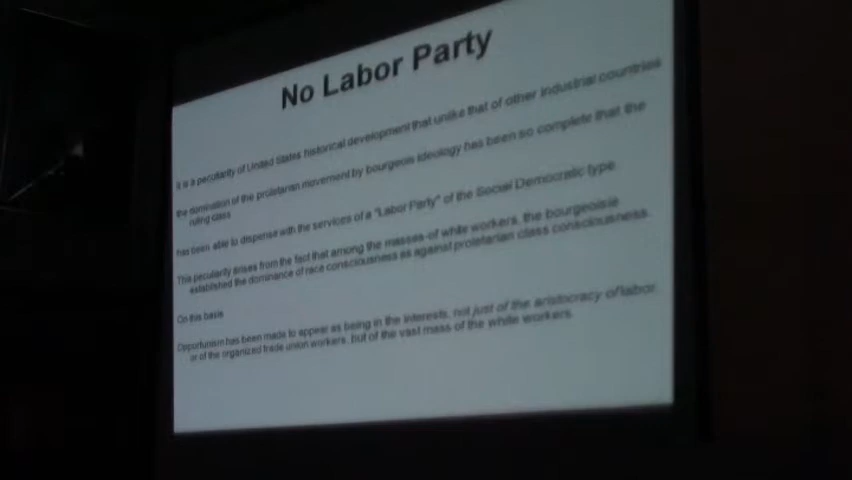 No Labor Party
It is a peculiarity of United States historical development that unlike that of other industrial countries
the domination of the proletarian movement by bourgeois ideology has been so complete that the
ruling class
has been able to dispense with the services of a "Labor Party" of the Social Democratic type.
This peculiarity arises from the fact that among the masses of white workers, the bourgeoisie
established the dominance of race consciousness as against proletarian class consciousness.
On this basis
Opportunism has been made to appear as being in the interests, not just of the aristocracy of labor
or of the organized trade union workers, but of the vast mass of the white workers.